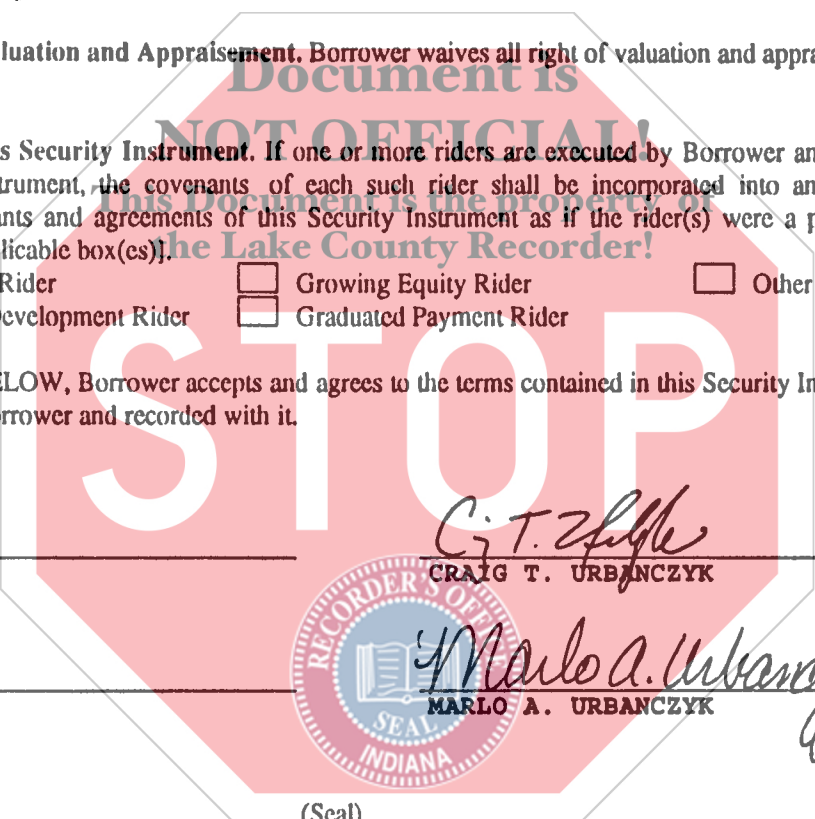 luation and Appraisement. Borrower waives all right of valuation and appra
Document is
NOT OFFICIAL!
s Security Instrument. If one or more riders are executed by Borrower an
trument, the covenants of each such rider shall be incorporated into an
This Document is the property of
nts and agreements of this Security Instrument as if the rider(s) were a p
the Lake County Recorder!
licable box(es)].
Rider Growing Equity Rider Other
evelopment Rider Graduated Payment Rider
STOP
ELOW, Borrower accepts and agrees to the terms contained in this Security In
rrower and recorded with it.
CRAIG T. URBANCZYK
RECORDER'S OFFICE
Marlo A. Urbancz
MARLO A. URBANCZYK
SEAL
INDIANA
(Seal)